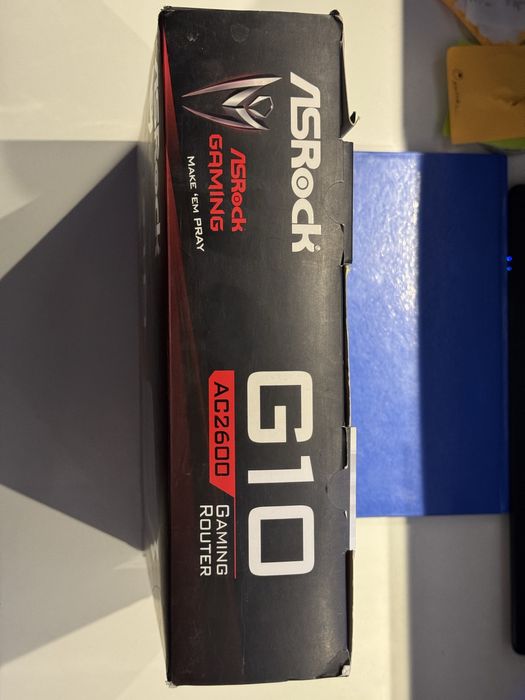 ASRock
ASRock
GAMING
MAKE 'EM PRAY
G10
AC2600
GAMING
ROUTER